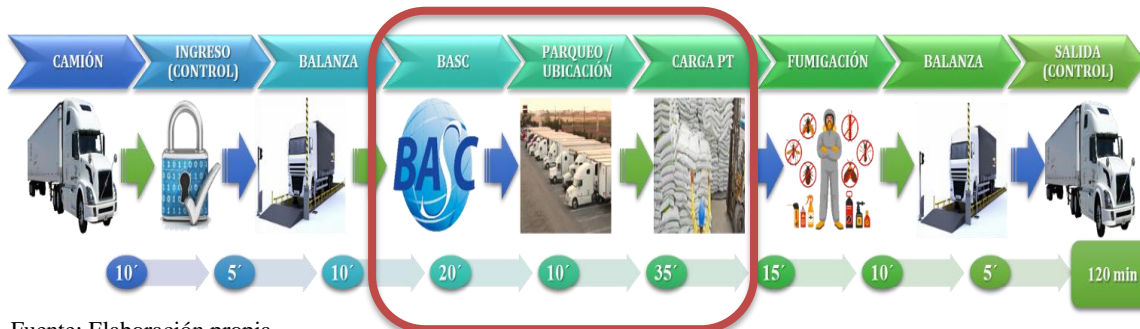 CAMIÓN
INGRESO
(CONTROL)
BALANZA
BASC
PARQUEO /
UBICACIÓN
CARGA PT
FUMIGACIÓN
BALANZA
SALIDA
(CONTROL)
BASC
10´
5´
10´
20´
10´
35´
15´
10´
5´
120 min